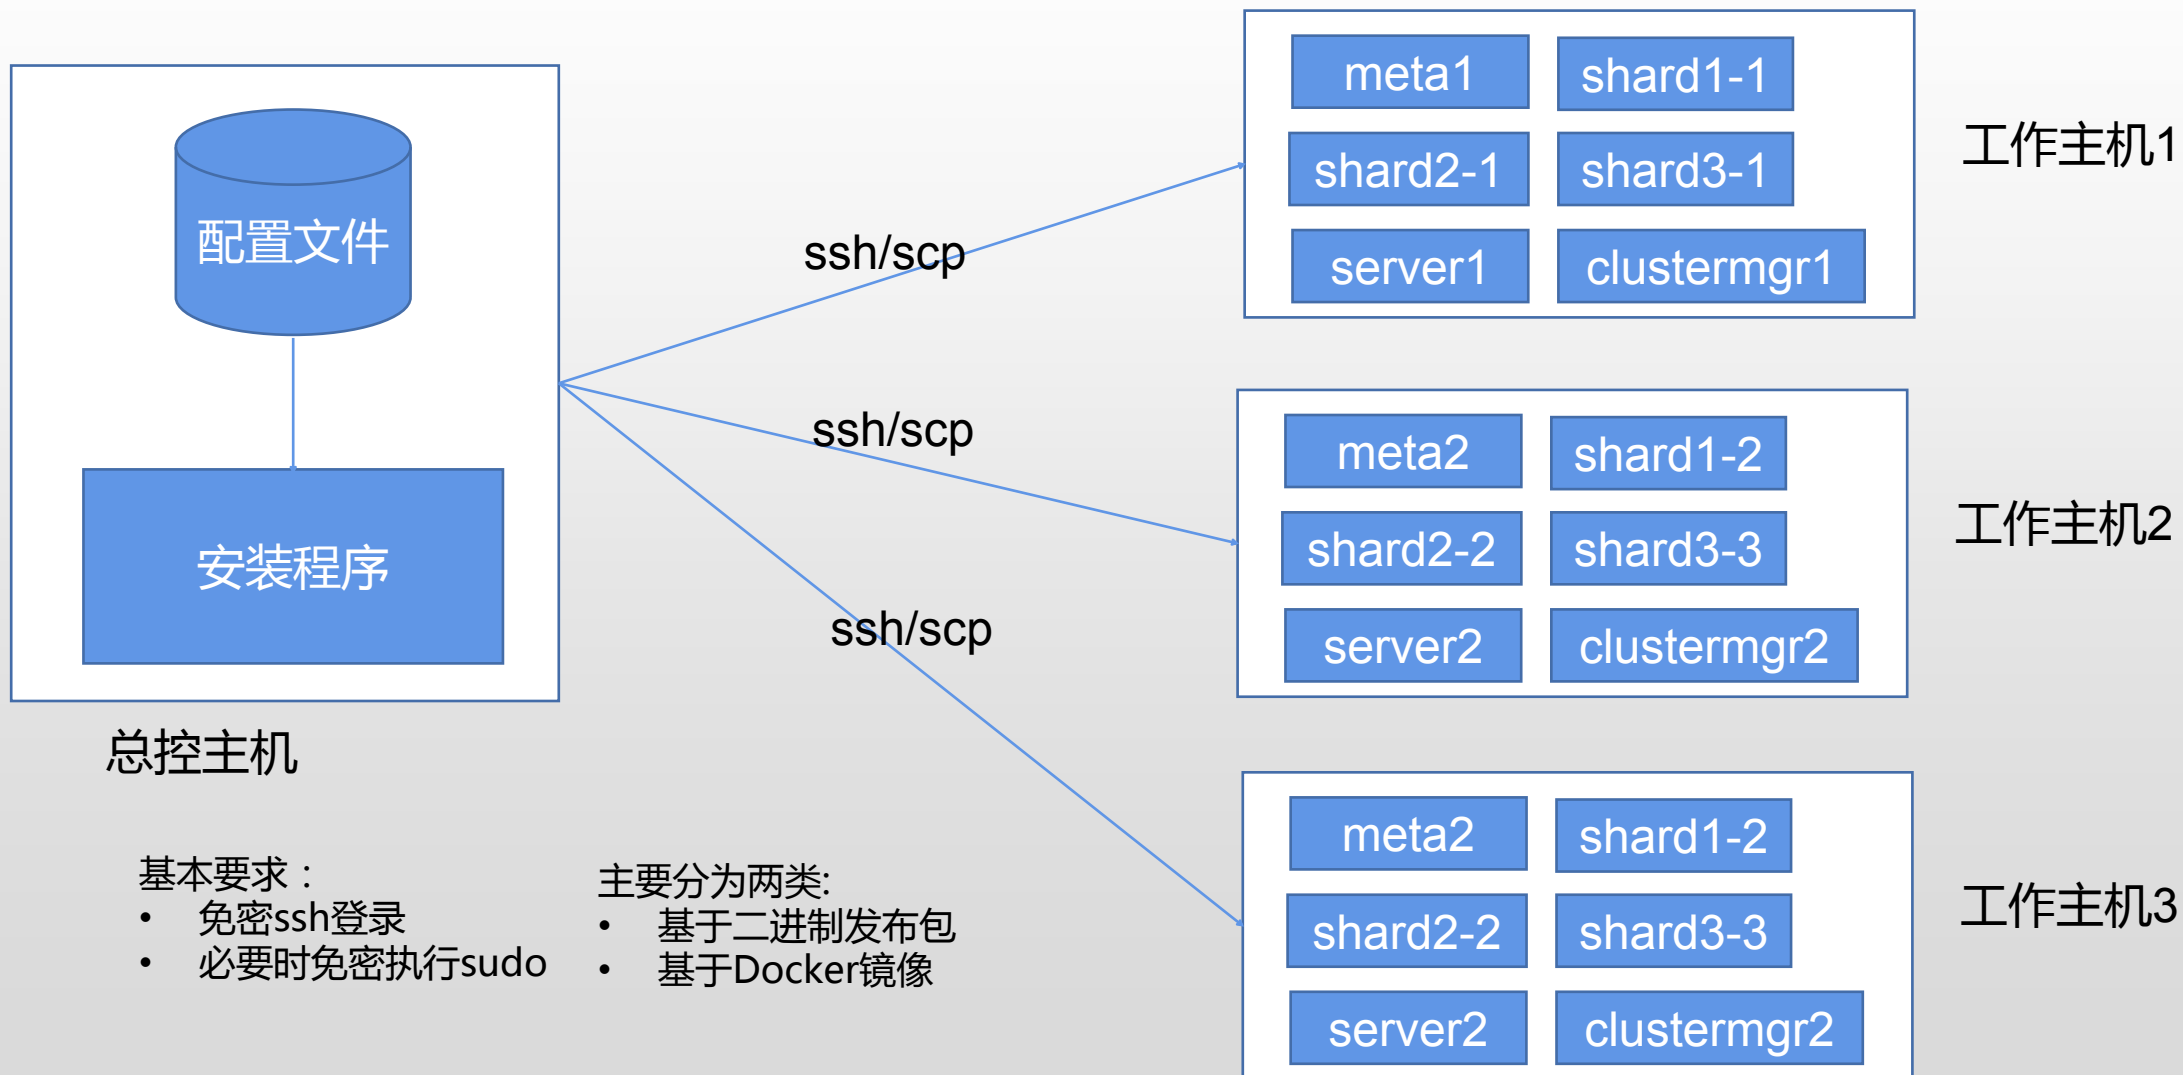 配置文件
安装程序
总控主机
ssh/scp
ssh/scp
ssh/scp
meta1 shard1-1
shard2-1 shard3-1
server1 clustermgr1
工作主机1
meta2 shard1-2
shard2-2 shard3-3
server2 clustermgr2
工作主机2
meta2 shard1-2
shard2-2 shard3-3
server2 clustermgr2
工作主机3
基本要求：
• 免密ssh登录
• 必要时免密执行sudo
主要分为两类:
• 基于二进制发布包
• 基于Docker镜像